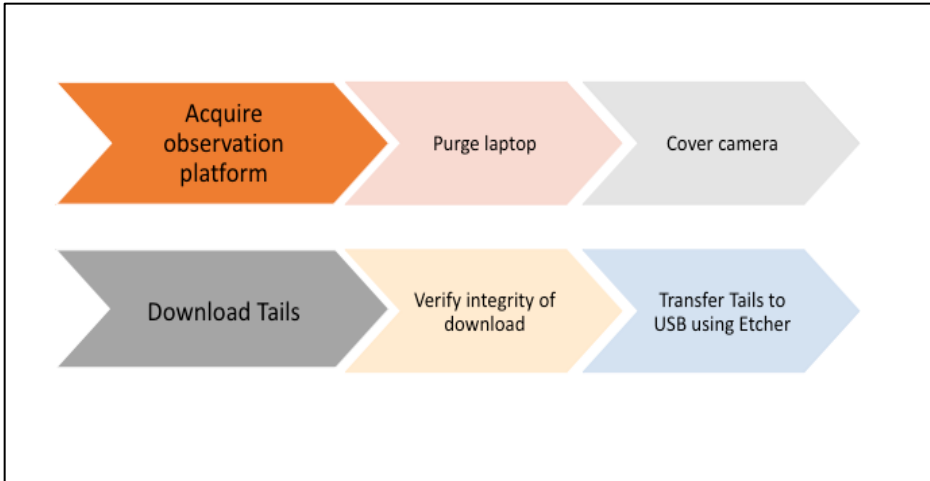 Acquire
observation
platform
Purge laptop
Cover camera
Download Tails
Verify integrity of
download
Transfer Tails to
USB using Etcher